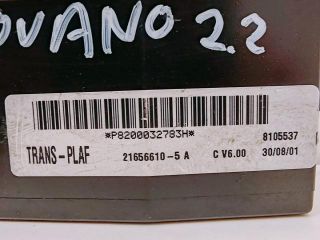 OVANO 2.2
*P8200032783H*
8105537
TRANS-PLAF 21656610-5 A C V6.00 30/08/01